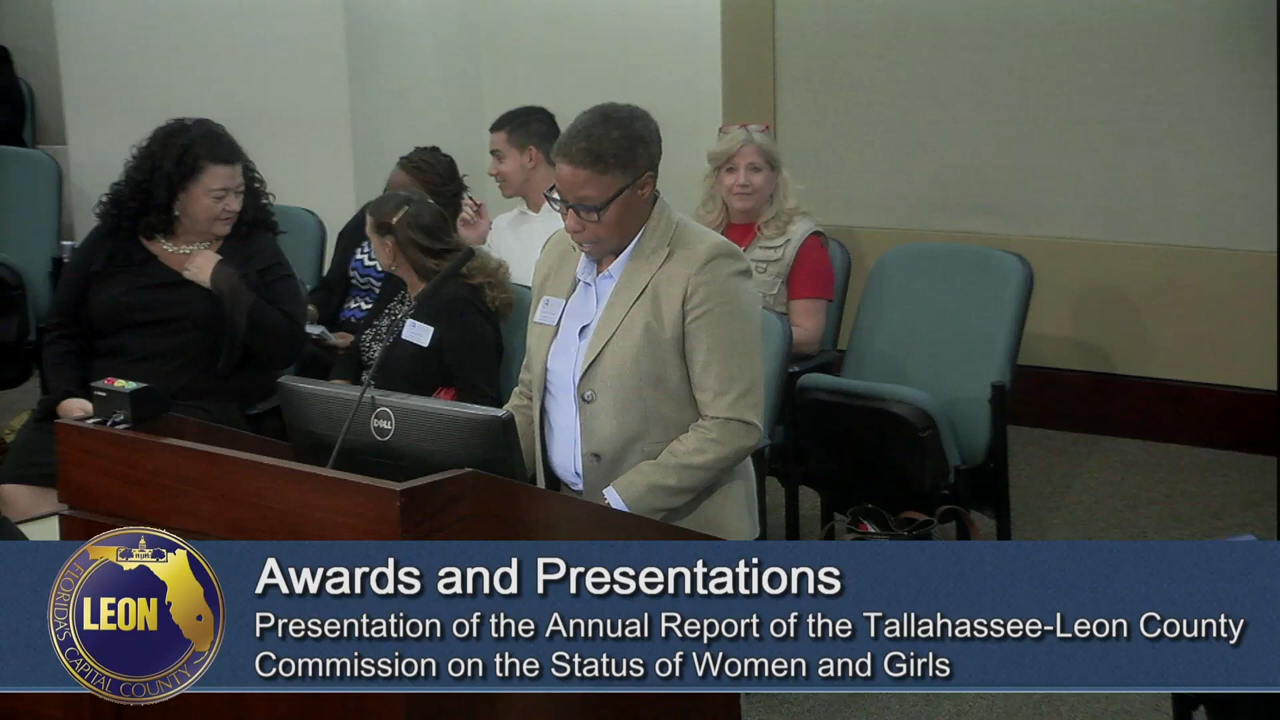 DELL
Awards and Presentations
Presentation of the Annual Report of the Tallahassee-Leon County
Commission on the Status of Women and Girls
FLORIDA'S CAPITAL COUNTY
LEON